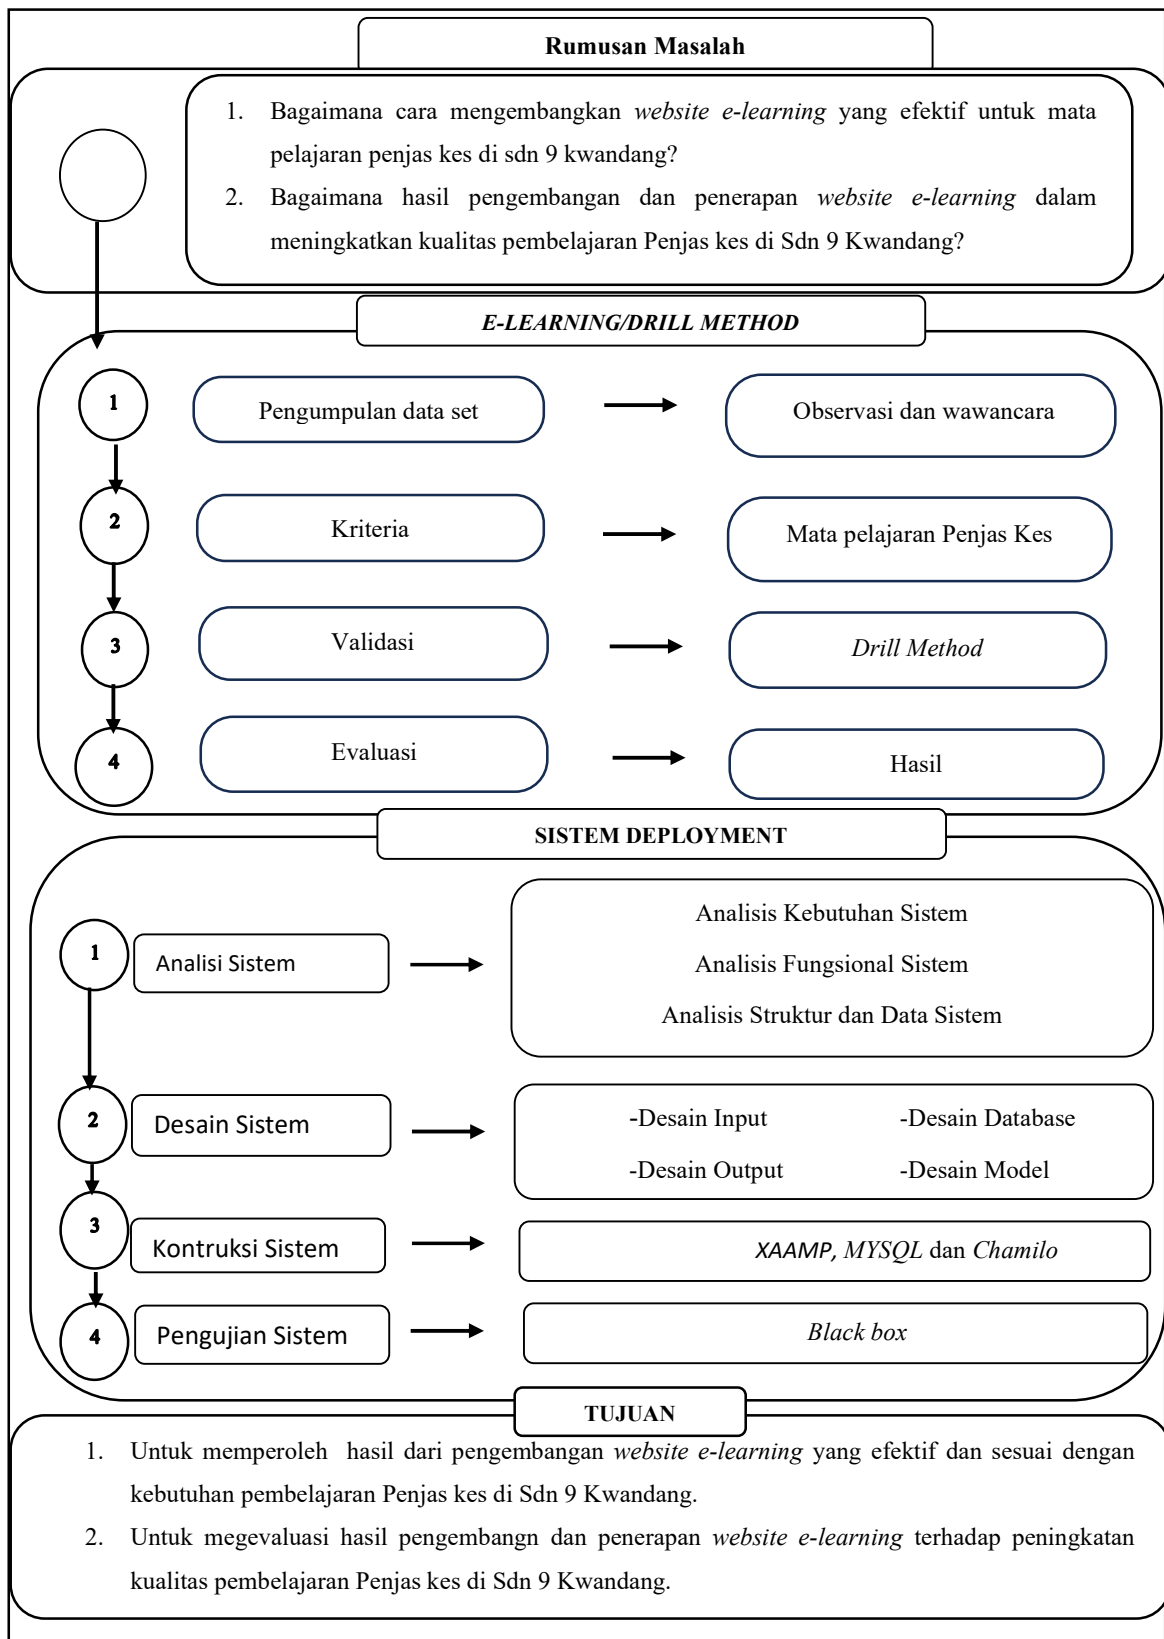 Rumusan Masalah
1. Bagaimana cara mengembangkan website e-learning yang efektif untuk mata
pelajaran penjas kes di sdn 9 kwandang?
2. Bagaimana hasil pengembangan dan penerapan website e-learning dalam
meningkatkan kualitas pembelajaran Penjas kes di Sdn 9 Kwandang?
E-LEARNING/DRILL METHOD
1 Pengumpulan data set Observasi dan wawancara
2 Kriteria Mata pelajaran Penjas Kes
3 Validasi Drill Method
4 Evaluasi Hasil
SISTEM DEPLOYMENT
1 Analisi Sistem
Analisis Kebutuhan Sistem
Analisis Fungsional Sistem
Analisis Struktur dan Data Sistem
2 Desain Sistem
-Desain Input -Desain Database
-Desain Output -Desain Model
3 Kontruksi Sistem XAAMP, MYSQL dan Chamilo
4 Pengujian Sistem Black box
TUJUAN
1. Untuk memperoleh hasil dari pengembangan website e-learning yang efektif dan sesuai dengan
kebutuhan pembelajaran Penjas kes di Sdn 9 Kwandang.
2. Untuk megevaluasi hasil pengembangn dan penerapan website e-learning terhadap peningkatan
kualitas pembelajaran Penjas kes di Sdn 9 Kwandang.